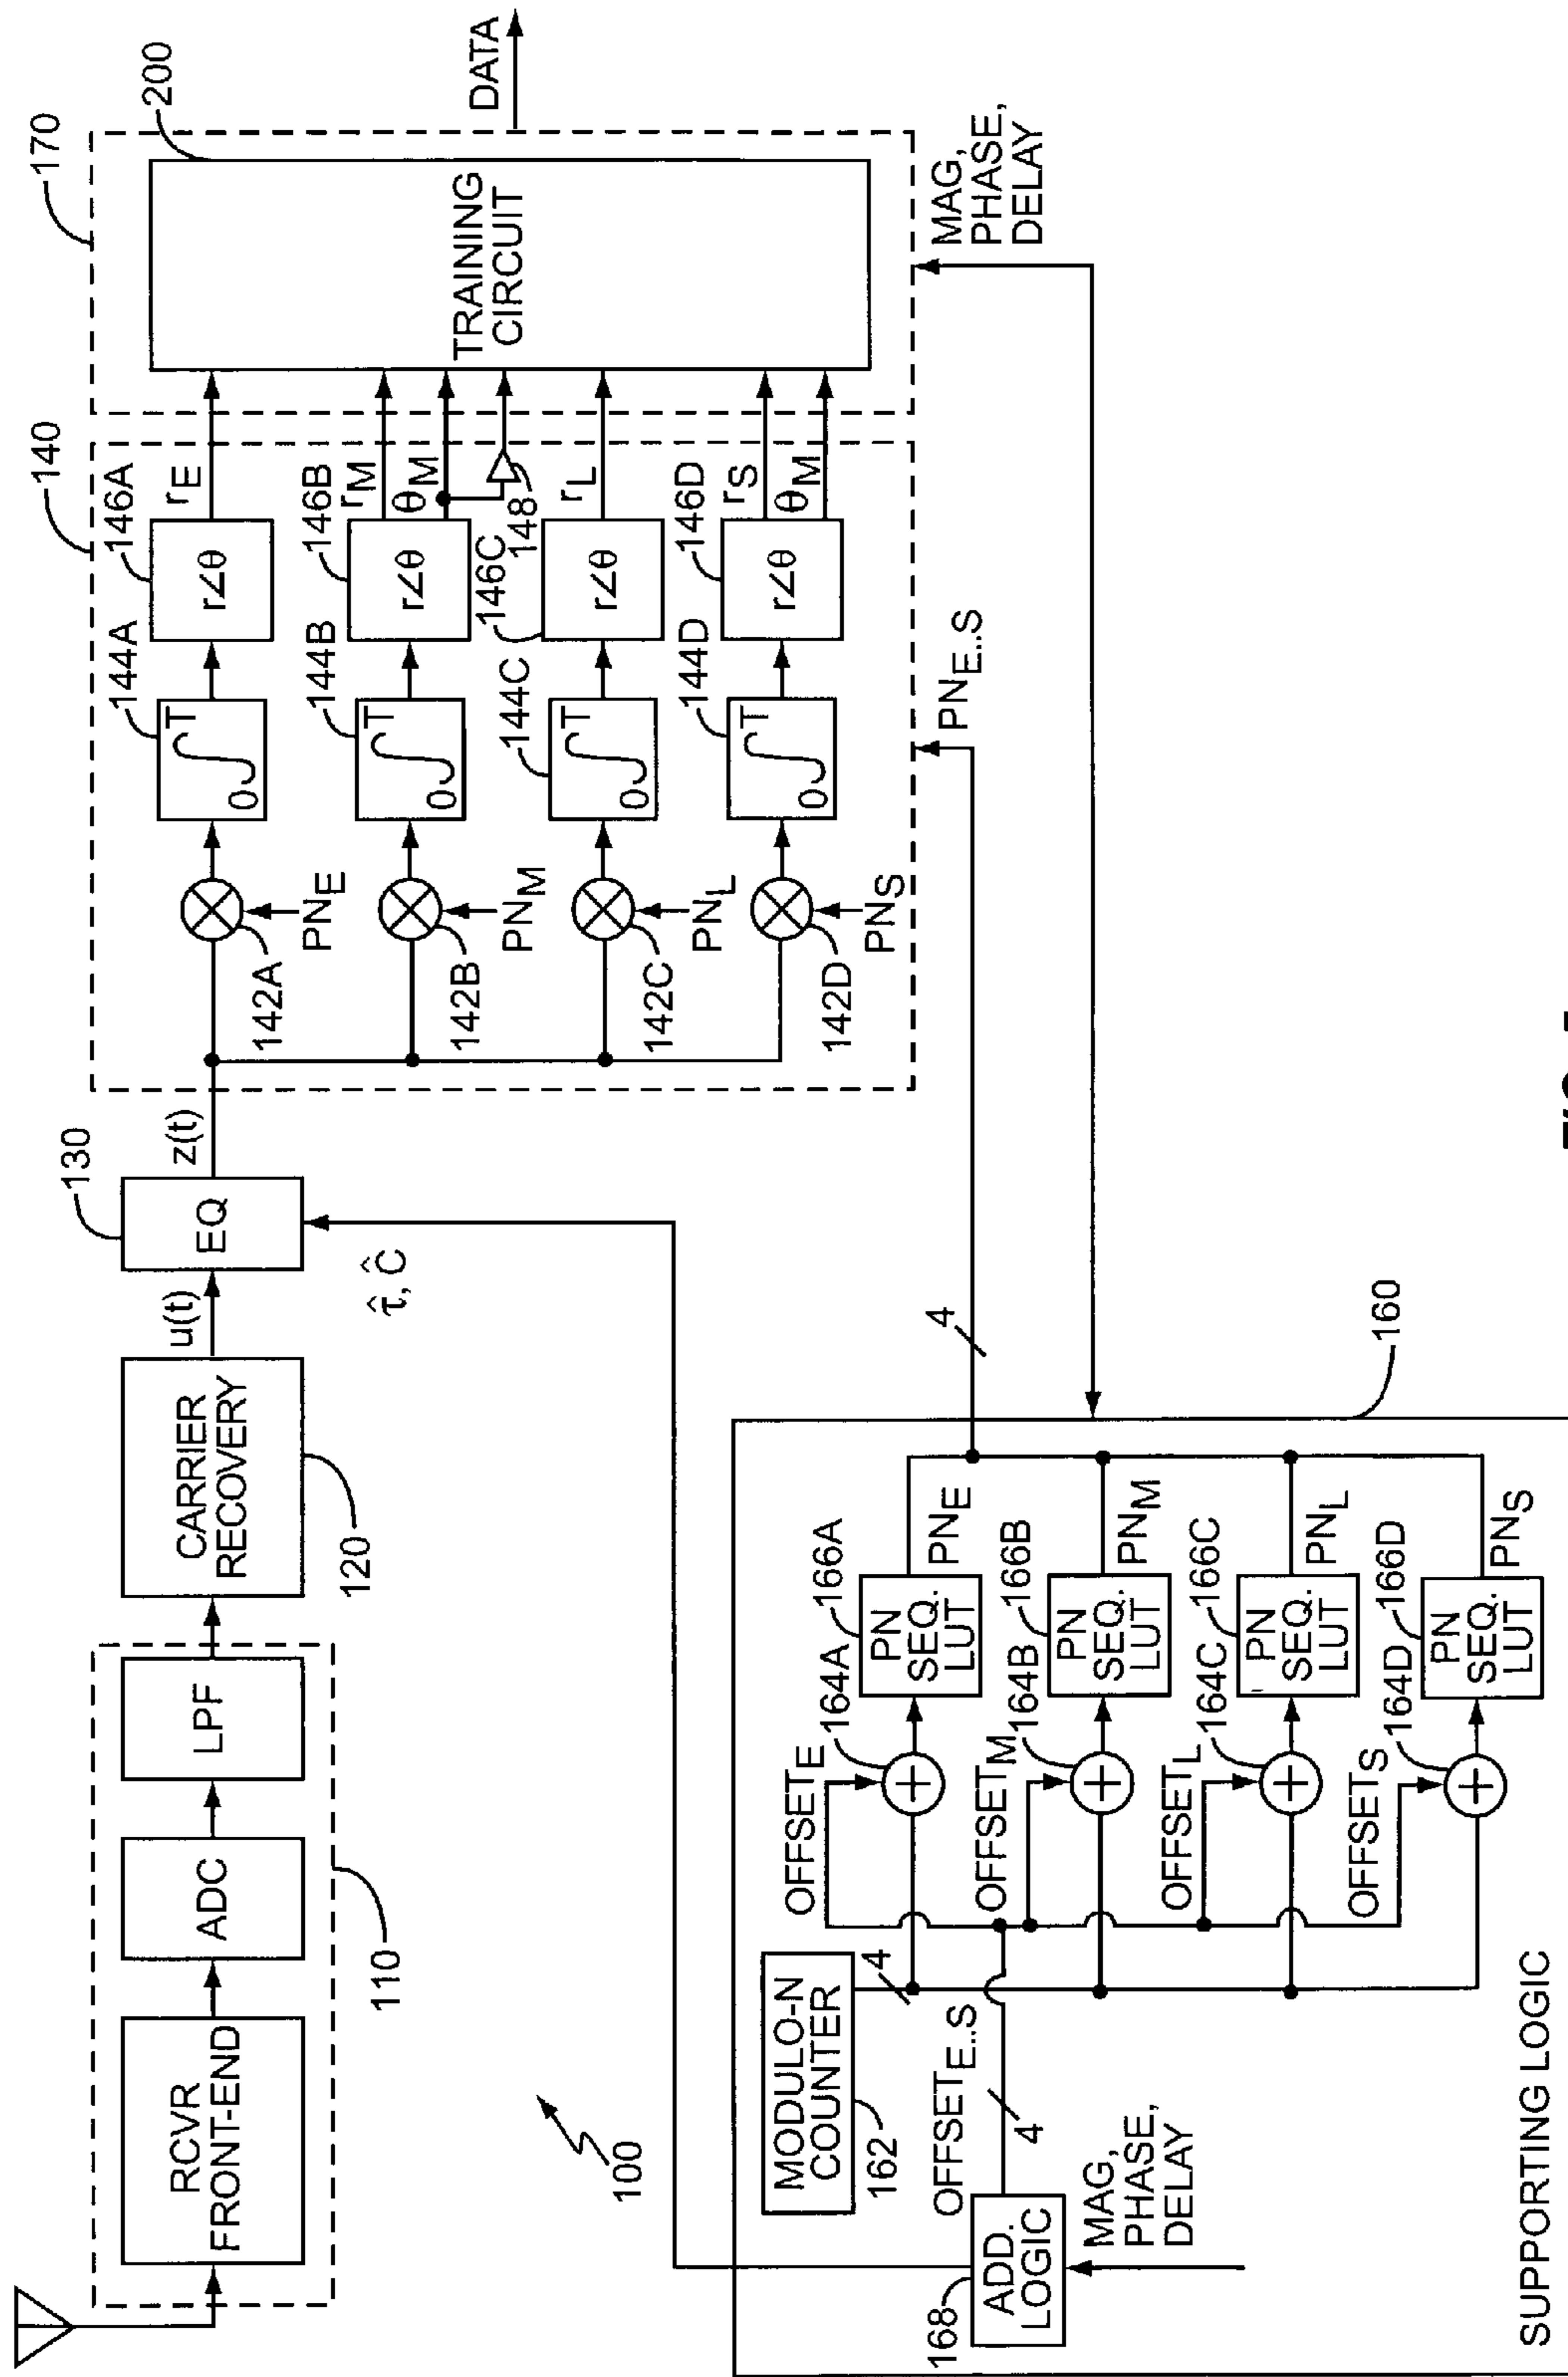 RCVR
FRONT-END
ADC
LPF
110
CARRIER
RECOVERY
120
u(t)
EQ
130
z(t)
τ̂, Ĉ
100
140
142A
PN_E
144A
0∫T
146A
r∠θ
r_E
142B
PN_M
144B
0∫T
146B
r∠θ
r_M
θ_M
148
142C
PN_L
144C
0∫T
146C
r∠θ
r_L
142D
PN_S
144D
0∫T
146D
r∠θ
r_S
θ_M
170
200
TRAINING
CIRCUIT
DATA
MAG,
PHASE,
DELAY
PN_E..S
4
160
MODULO-N
COUNTER
162
4
OFFSET_E..S
4
168
ADD.
LOGIC
MAG,
PHASE,
DELAY
OFFSET_E
164A
166A
PN
SEQ.
LUT
PN_E
OFFSET_M
164B
166B
PN
SEQ.
LUT
PN_M
OFFSET_L
164C
166C
PN
SEQ.
LUT
PN_L
OFFSET_S
164D
166D
PN
SEQ.
LUT
PN_S
SUPPORTING LOGIC